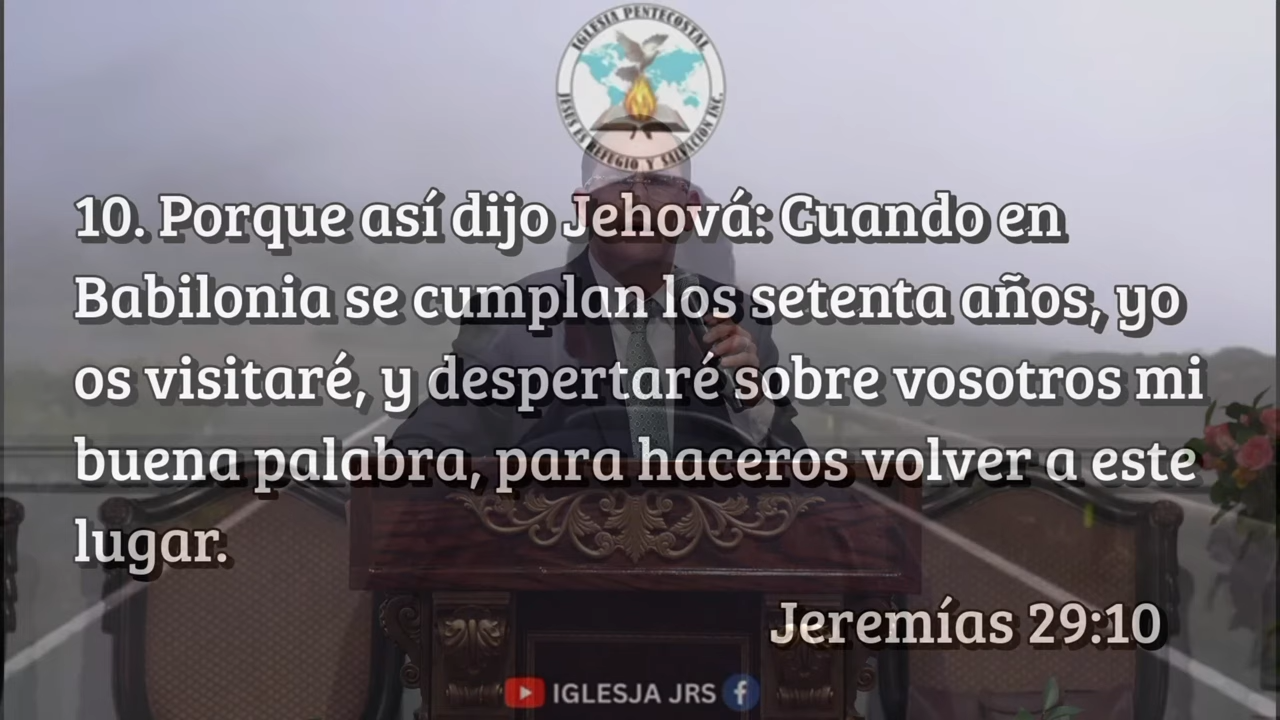 IGLESIA PENTECOSTAL
JESUS ES REFUGIO Y SALVACION INC.
10. Porque así dijo Jehová: Cuando en
Babilonia se cumplan los setenta años, yo
os visitaré, y despertaré sobre vosotros mi
buena palabra, para haceros volver a este
lugar.
Jeremías 29:10
IGLESJA JRS